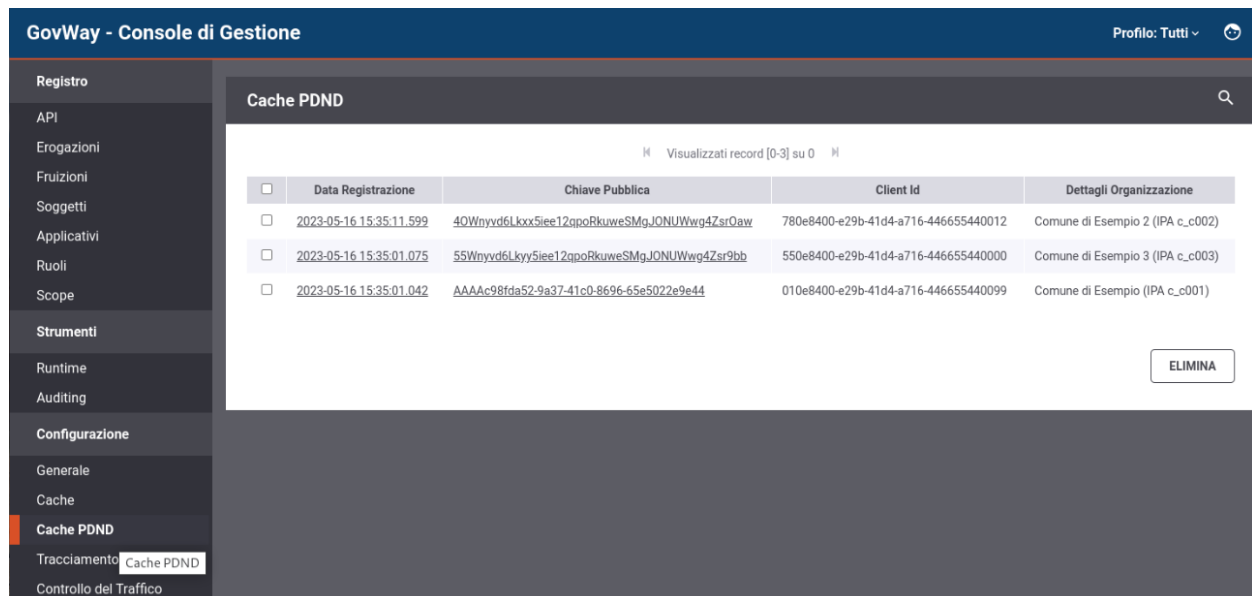 GovWay - Console di Gestione
Profilo: Tutti
Registro
API
Erogazioni
Fruizioni
Soggetti
Applicativi
Ruoli
Scope
Strumenti
Runtime
Auditing
Configurazione
Generale
Cache
Cache PDND
Tracciamento
Cache PDND
Controllo del Traffico
Cache PDND
Visualizzati record [0-3] su 0
Data Registrazione Chiave Pubblica Client Id Dettagli Organizzazione
2023-05-16 15:35:11.599 4OWnyvd6Lkxx5iee12qpoRkuweSMgJONUWwg4ZsrOaw 780e8400-e29b-41d4-a716-446655440012 Comune di Esempio 2 (IPA c_c002)
2023-05-16 15:35:01.075 55Wnyvd6Lkyy5iee12qpoRkuweSMgJONUWwg4Zsr9bb 550e8400-e29b-41d4-a716-446655440000 Comune di Esempio 3 (IPA c_c003)
2023-05-16 15:35:01.042 AAAAc98fda52-9a37-41c0-8696-65e5022e9e44 010e8400-e29b-41d4-a716-446655440099 Comune di Esempio (IPA c_c001)
ELIMINA